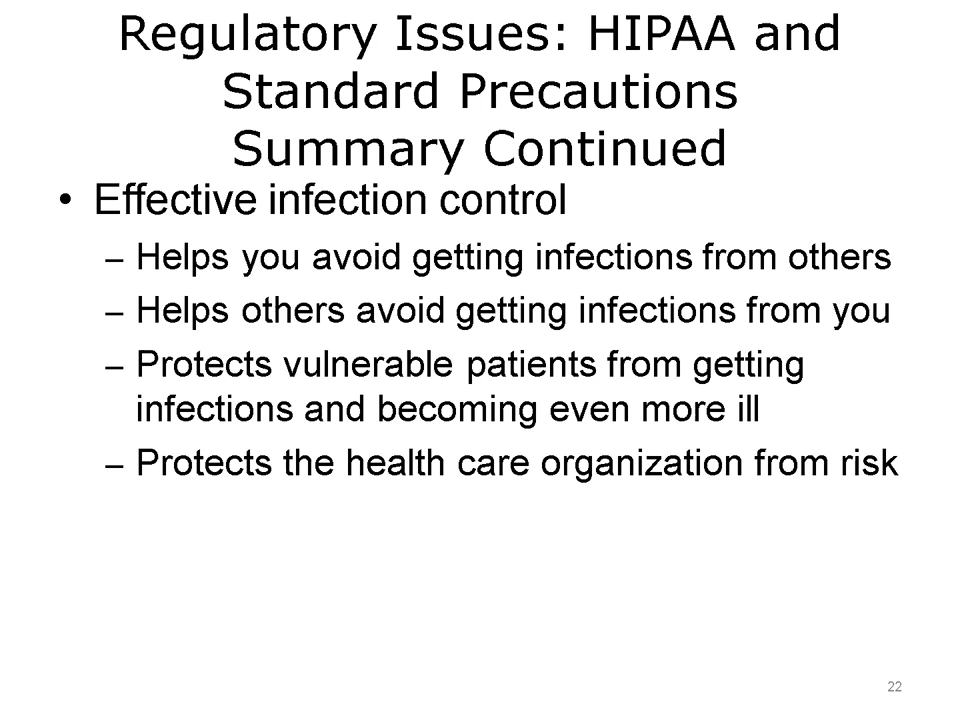 Regulatory Issues: HIPAA and
Standard Precautions
Summary Continued
• Effective infection control
– Helps you avoid getting infections from others
– Helps others avoid getting infections from you
– Protects vulnerable patients from getting
infections and becoming even more ill
– Protects the health care organization from risk
22